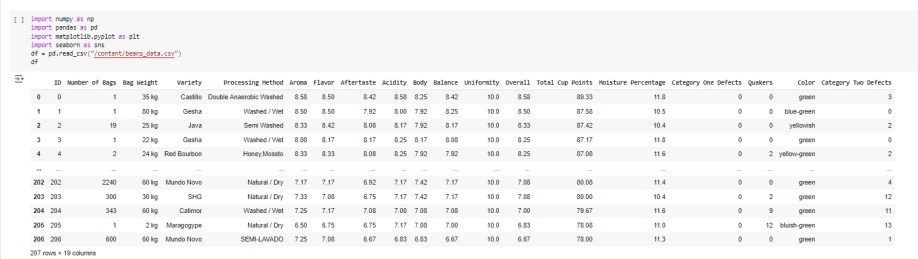 [ ] import numpy as np
import pandas as pd
import matplotlib.pyplot as plt
import seaborn as sns
df = pd.read_csv("/content/beans_data.csv")
df
ID Number of Bags Bag Weight Variety Processing Method Aroma Flavor Aftertaste Acidity Body Balance Uniformity Overall Total Cup Points Moisture Percentage Category One Defects Quakers Color Category Two Defects
0 0 1 35 kg Castillo Double Anaerobic Washed 8.58 8.50 8.42 8.58 8.25 8.42 10.0 8.58 89.33 11.8 0 0 green 3
1 1 1 80 kg Gesha Washed / Wet 8.50 8.50 7.92 8.00 7.92 8.25 10.0 8.50 87.58 10.5 0 0 blue-green 0
2 2 19 25 kg Java Semi Washed 8.33 8.42 8.08 8.17 7.92 8.17 10.0 8.33 87.42 10.4 0 0 yellowish 2
3 3 1 22 kg Gesha Washed / Wet 8.08 8.17 8.17 8.25 8.17 8.08 10.0 8.25 87.17 11.8 0 0 green 0
4 4 2 24 kg Red Bourbon Honey,Mossto 8.33 8.33 8.08 8.25 7.92 7.92 10.0 8.25 87.08 11.6 0 2 yellow-green 2
... ... ... ... ... ... ... ... ... ... ... ... ... ... ... ... ... ... ... ...
202 202 2240 60 kg Mundo Novo Natural / Dry 7.17 7.17 6.92 7.17 7.42 7.17 10.0 7.08 80.08 11.4 0 0 green 4
203 203 300 30 kg SHG Natural / Dry 7.33 7.08 6.75 7.17 7.42 7.17 10.0 7.08 80.00 10.4 0 2 green 12
204 204 343 60 kg Catimor Washed / Wet 7.25 7.17 7.08 7.00 7.08 7.08 10.0 7.00 79.67 11.6 0 9 green 11
205 205 1 2 kg Maragogype Natural / Dry 6.50 6.75 6.75 7.17 7.08 7.00 10.0 6.83 78.08 11.0 0 12 bluish-green 13
206 206 600 60 kg Mundo Novo SEMI-LAVADO 7.25 7.08 6.67 6.83 6.83 6.67 10.0 6.67 78.00 11.3 0 0 green 1
207 rows × 19 columns